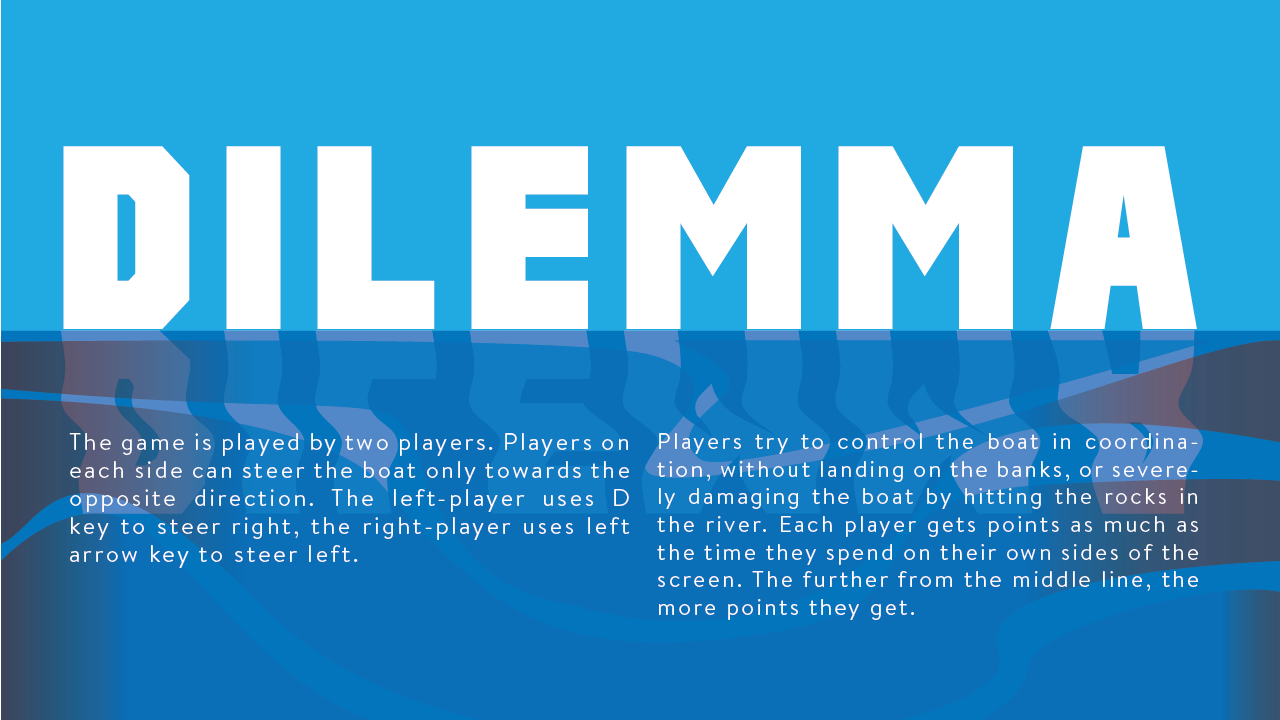 DILEMMA
The game is played by two players. Players on
each side can steer the boat only towards the
opposite direction. The left-player uses D
key to steer right, the right-player uses left
arrow key to steer left.
Players try to control the boat in coordina-
tion, without landing on the banks, or severe-
ly damaging the boat by hitting the rocks in
the river. Each player gets points as much as
the time they spend on their own sides of the
screen. The further from the middle line, the
more points they get.